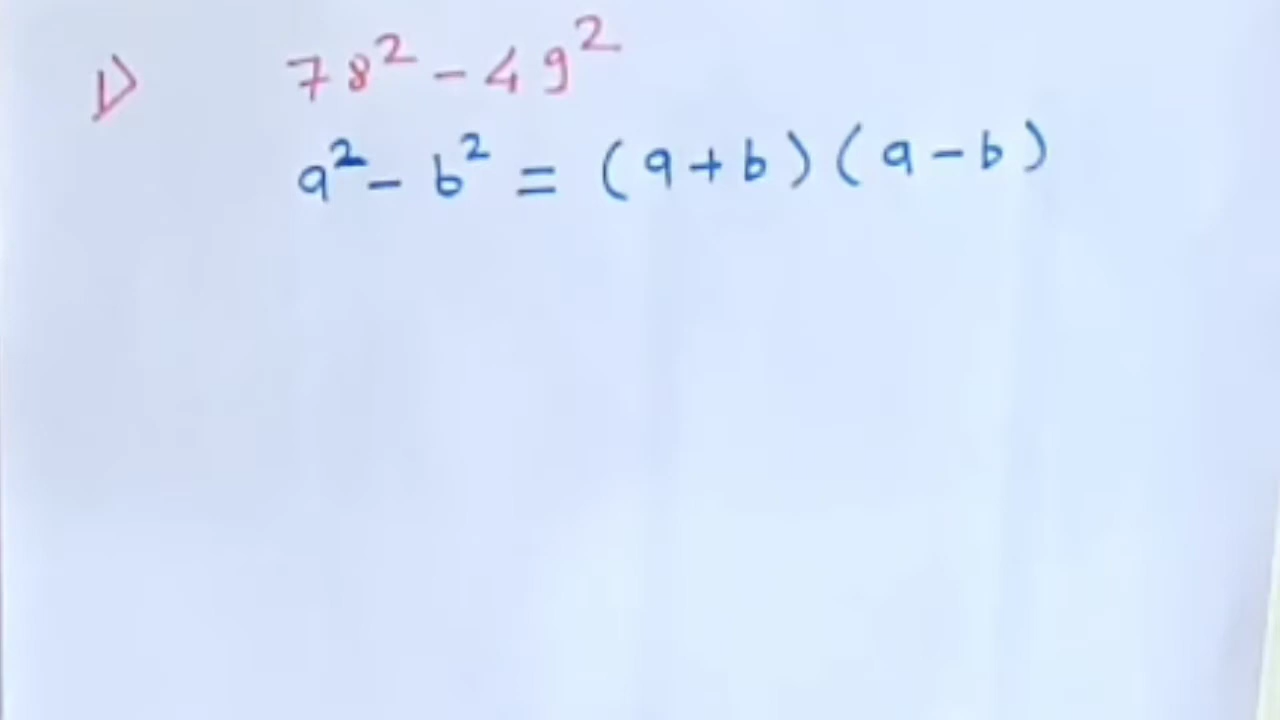 1) 78² - 49²
a² - b² = (a + b) (a - b)